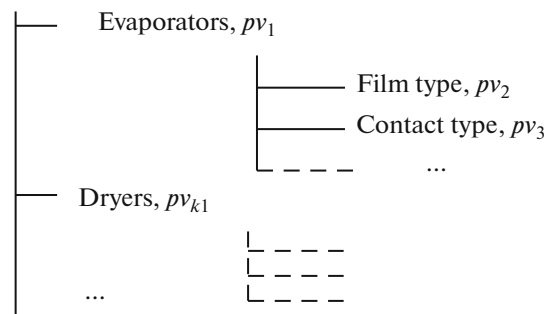 Evaporators, pv1
Film type, pv2
Contact type, pv3
...
Dryers, pvk1
...